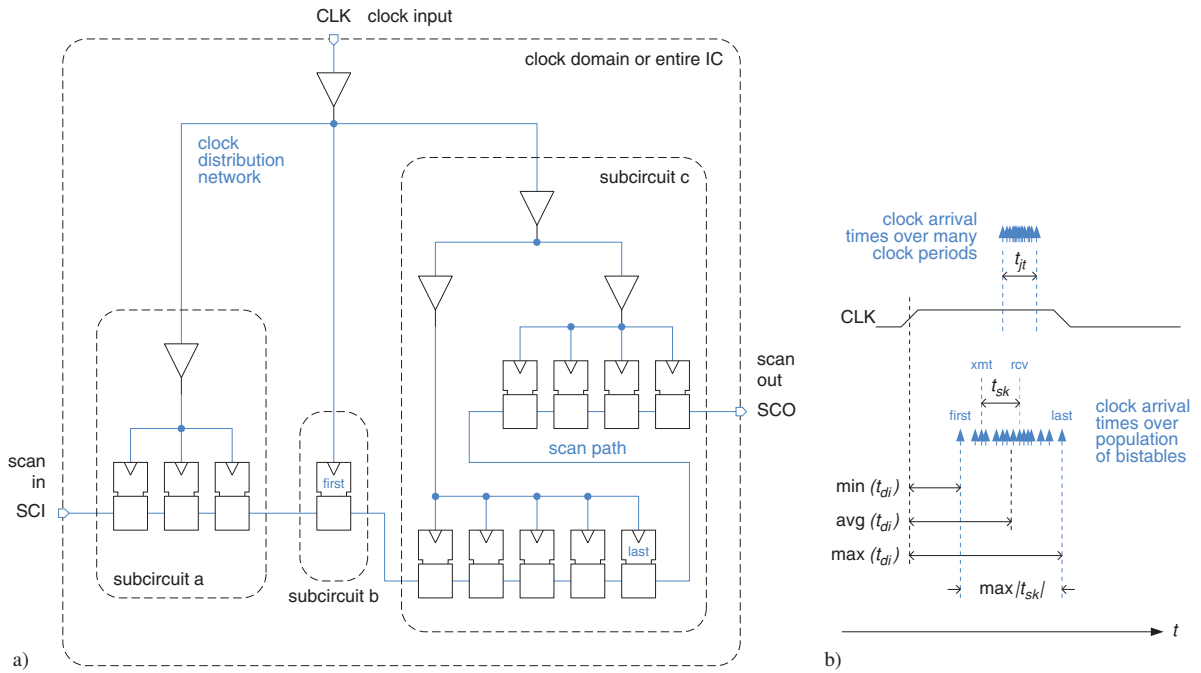 CLK clock input
clock domain or entire IC
clock
distribution
network
subcircuit c
scan
out
SCO
scan path
scan
in
SCI
first
last
subcircuit a
subcircuit b
a)
clock arrival
times over many
clock periods
t_jt
CLK
xmt
rcv
t_sk
first
last
clock arrival
times over
population
of bistables
min (t_di)
avg (t_di)
max (t_di)
max |t_sk|
t
b)